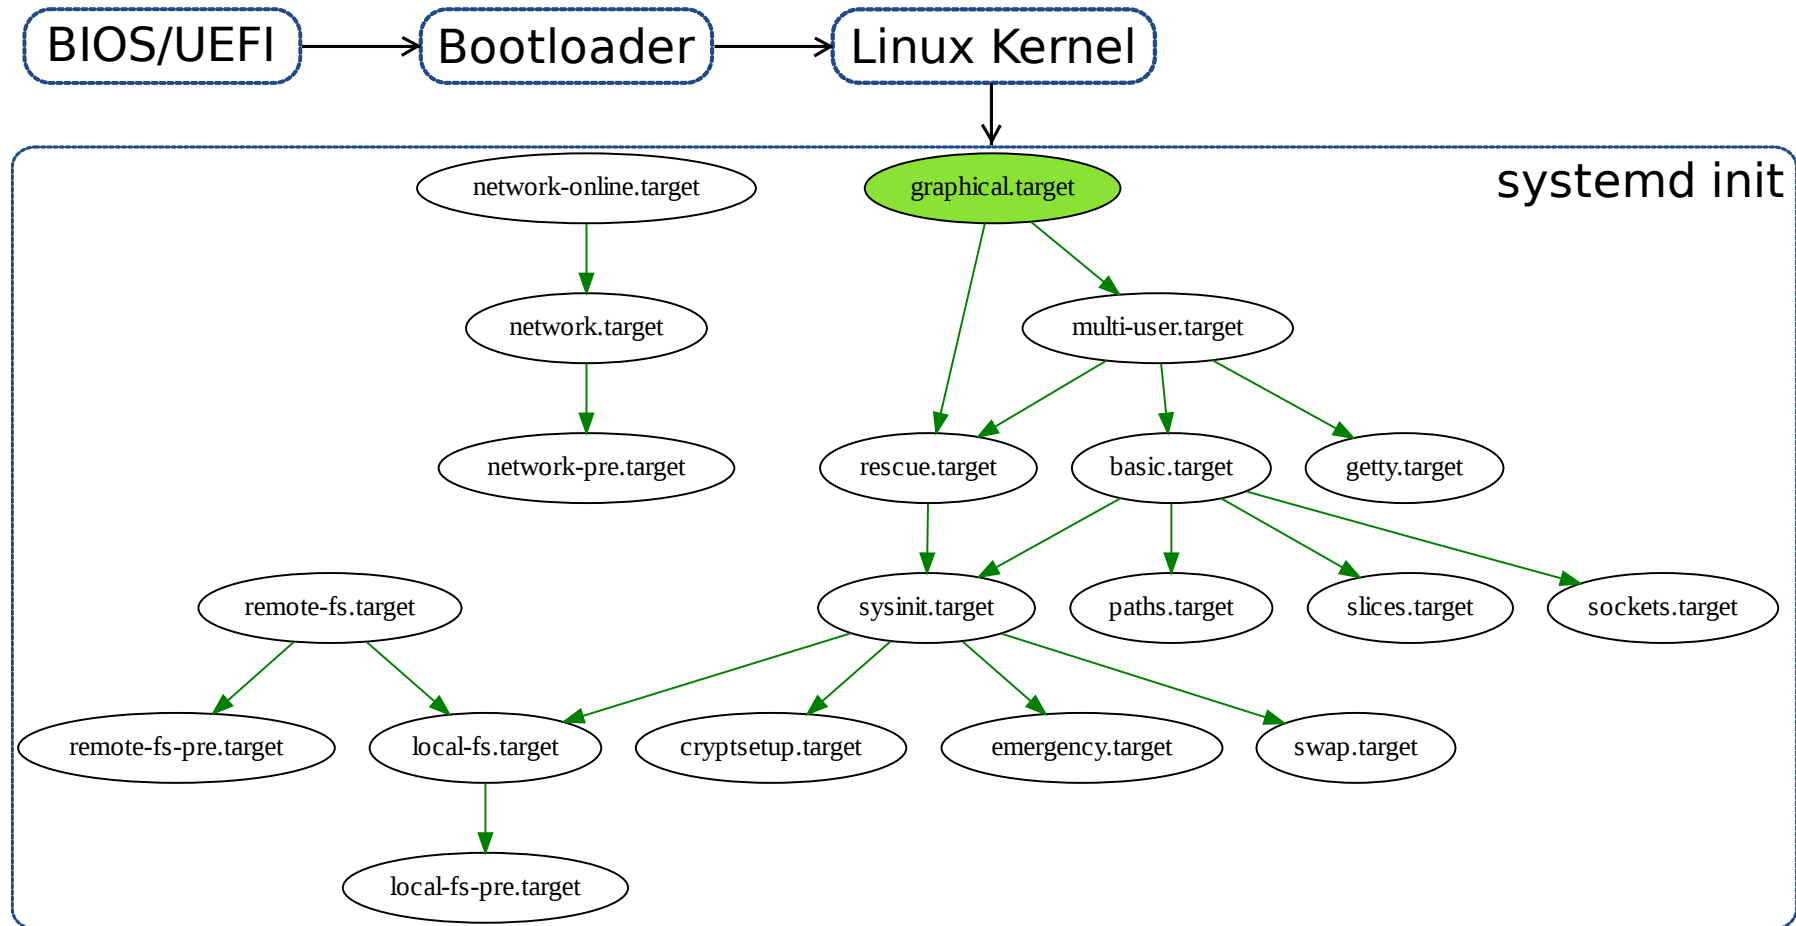 BIOS/UEFI
Bootloader
Linux Kernel
systemd init
network-online.target
graphical.target
network.target
multi-user.target
network-pre.target
rescue.target
basic.target
getty.target
remote-fs.target
sysinit.target
paths.target
slices.target
sockets.target
remote-fs-pre.target
local-fs.target
cryptsetup.target
emergency.target
swap.target
local-fs-pre.target